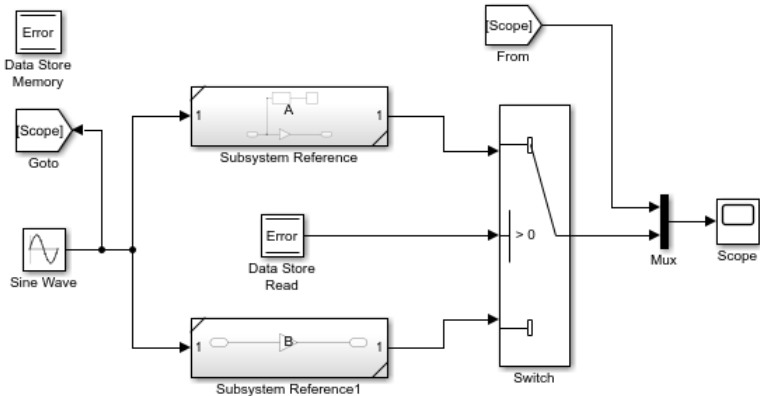 Error
Data Store
Memory
[Scope]
From
[Scope]
Goto
1
A
1
Subsystem Reference
Error
Data Store
Read
> 0
Sine Wave
Mux
Scope
1
B
1
Subsystem Reference1
Switch